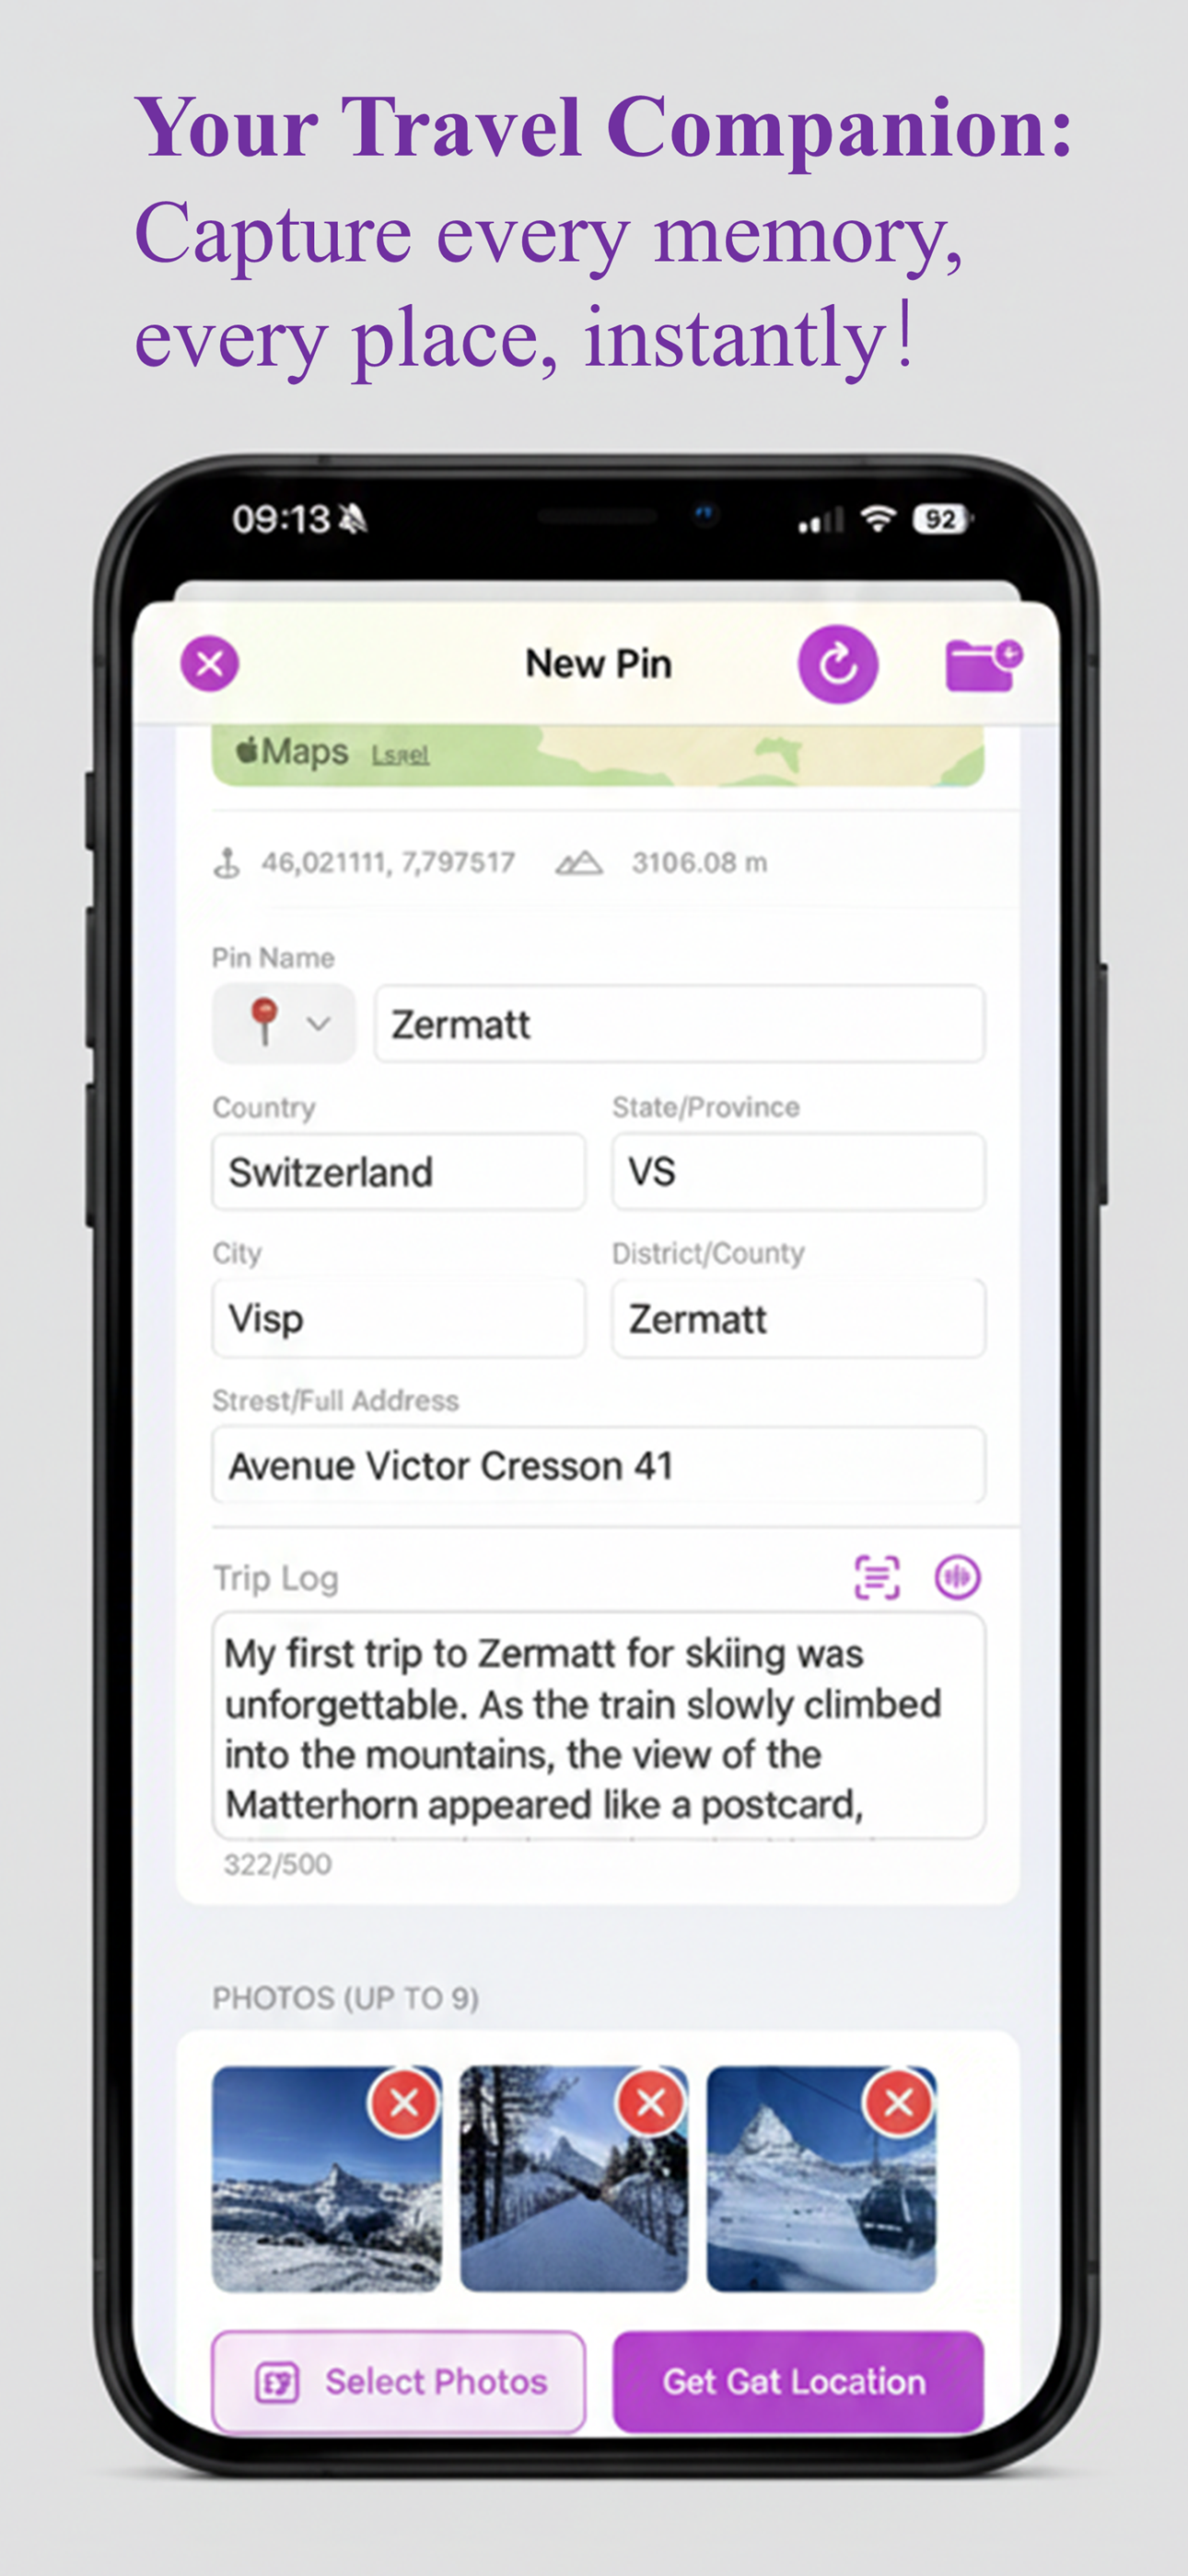 Your Travel Companion:
Capture every memory,
every place, instantly!
09:13
92
New Pin
Maps Lsael
46,021111, 7,797517 3106.08 m
Pin Name
Zermatt
Country State/Province
Switzerland VS
City District/County
Visp Zermatt
Strest/Full Address
Avenue Victor Cresson 41
Trip Log
My first trip to Zermatt for skiing was
unforgettable. As the train slowly climbed
into the mountains, the view of the
Matterhorn appeared like a postcard,
322/500
PHOTOS (UP TO 9)
Select Photos Get Gat Location